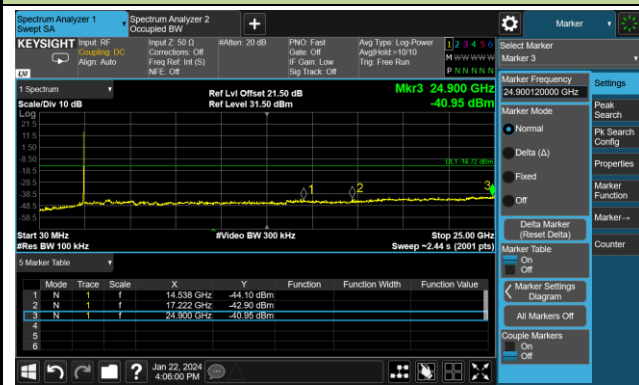 Spectrum Analyzer 1
Swept SA
Spectrum Analyzer 2
Occupied BW
+
Marker
KEYSIGHT
Input: RF
Coupling: DC
Align: Auto
Input Z: 50 Ω
Corrections: Off
Freq Ref: Int (S)
NFE: Off
#Atten: 20 dB
PNO: Fast
Gate: Off
IF Gain: Low
Sig Track: Off
Avg Type: Log-Power
Avg|Hold:>10/10
Trig: Free Run
1 2 3 4 5 6
M W W W W W
P N N N N N
LXI
Select Marker
Marker 3
1 Spectrum
Scale/Div 10 dB
Ref Lvl Offset 21.50 dB
Ref Level 31.50 dBm
Mkr3 24.900 GHz
-40.95 dBm
Log
21.5
11.5
1.50
-8.50
-18.5
-28.5
-38.5
-48.5
-58.5
DL1 -14.72 dBm
1
2
3
Start 30 MHz
#Res BW 100 kHz
#Video BW 300 kHz
Stop 25.00 GHz
Sweep ~2.44 s (2001 pts)
5 Marker Table
Mode Trace Scale X Y Function Function Width Function Value
1 N 1 f 14.538 GHz -44.10 dBm
2 N 1 f 17.222 GHz -42.90 dBm
3 N 1 f 24.900 GHz -40.95 dBm
4
5
6
Marker Frequency
24.900120000 GHz
Marker Mode
Normal
Delta (Δ)
Fixed
Off
Delta Marker
(Reset Delta)
Marker Table
On
Off
Marker Settings
Diagram
All Markers Off
Couple Markers
On
Off
Settings
Peak
Search
Pk Search
Config
Properties
Marker
Function
Marker→
Counter
?
Jan 22, 2024
4:06:00 PM